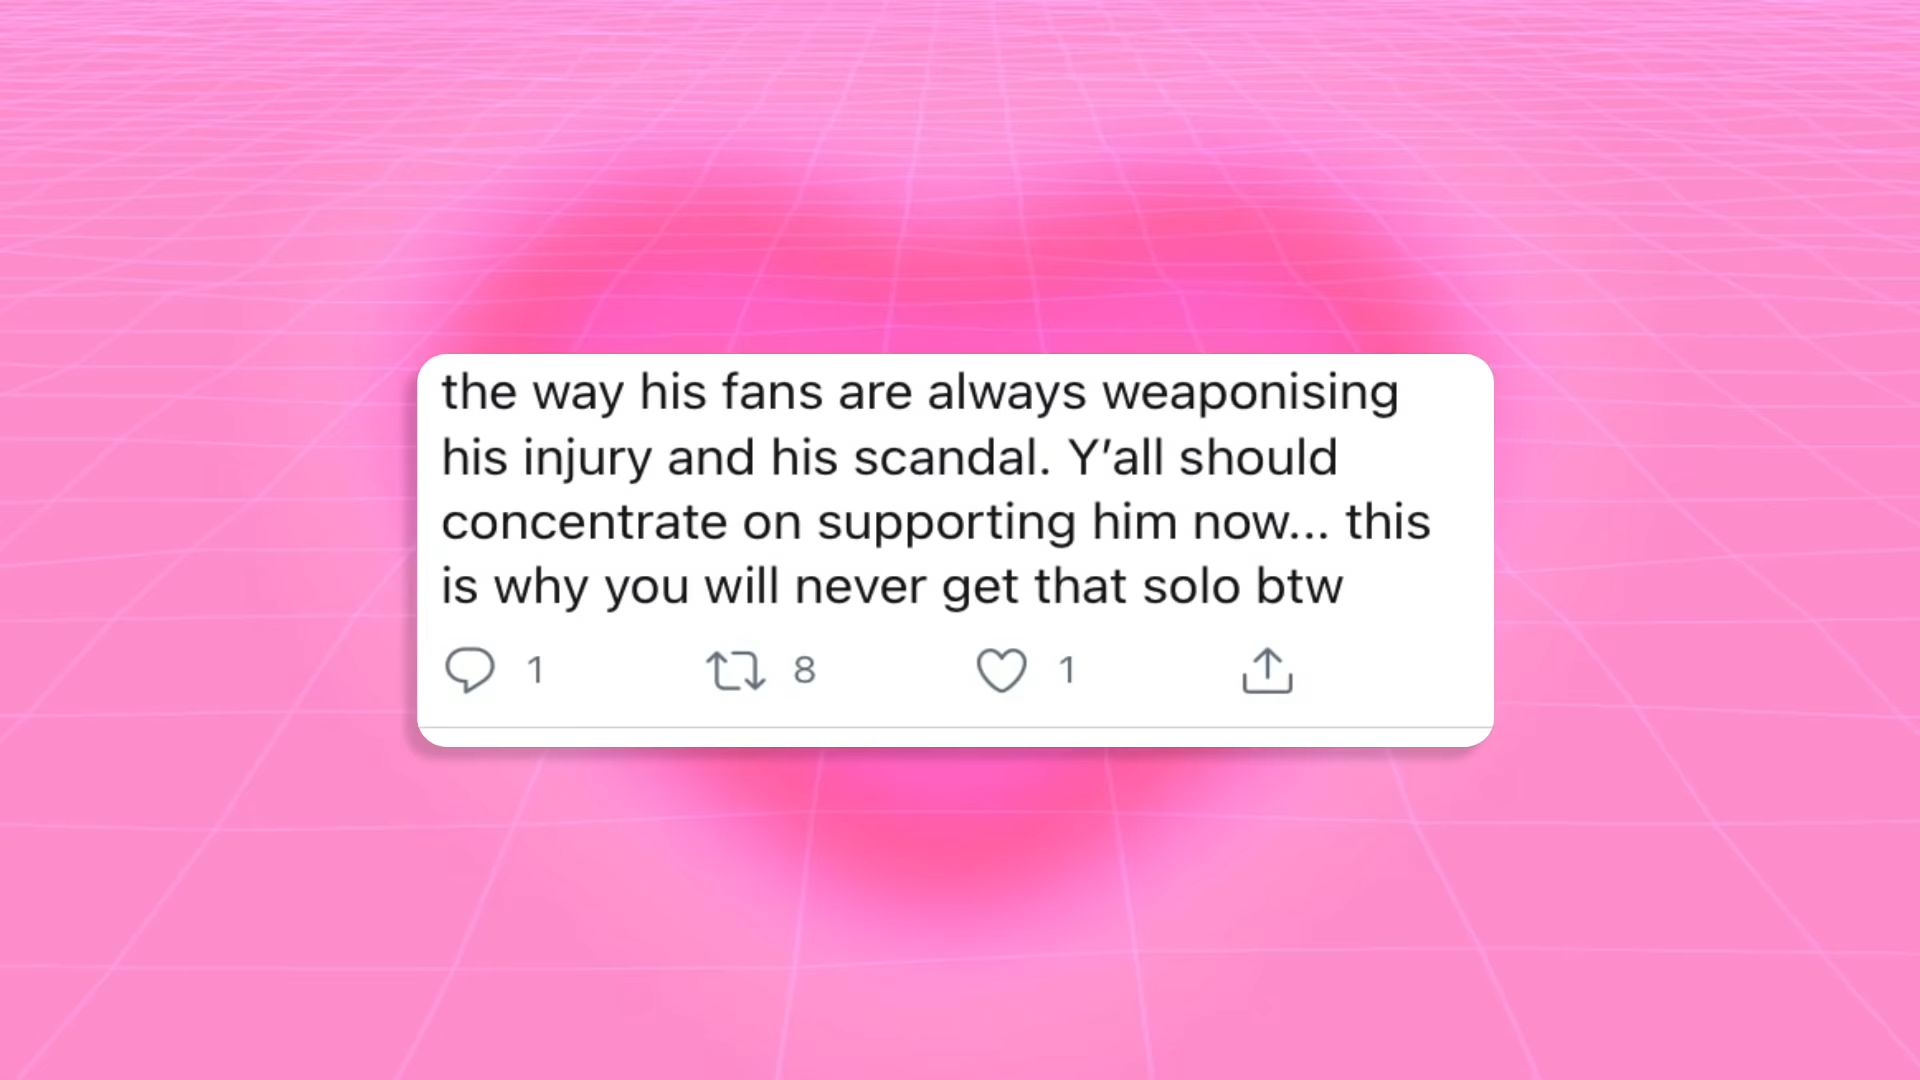 the way his fans are always weaponising
his injury and his scandal. Y’all should
concentrate on supporting him now... this
is why you will never get that solo btw
1 8 1